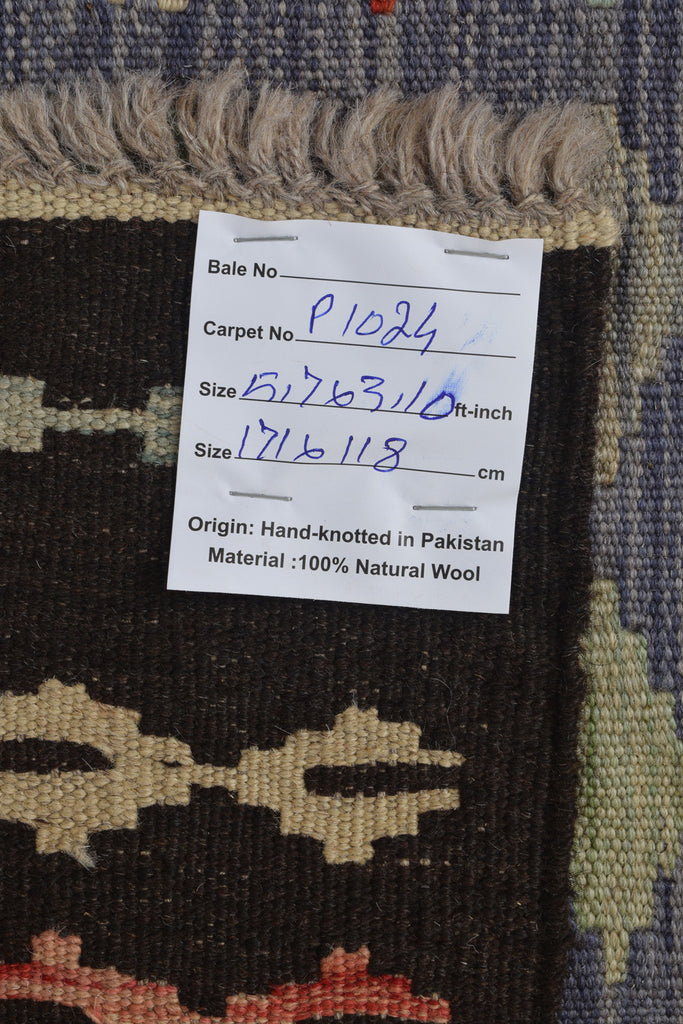 Bale No
Carpet No P1024
Size 5,7 x 3,10 ft-inch
Size 171 x 118 cm
Origin: Hand-knotted in Pakistan
Material :100% Natural Wool